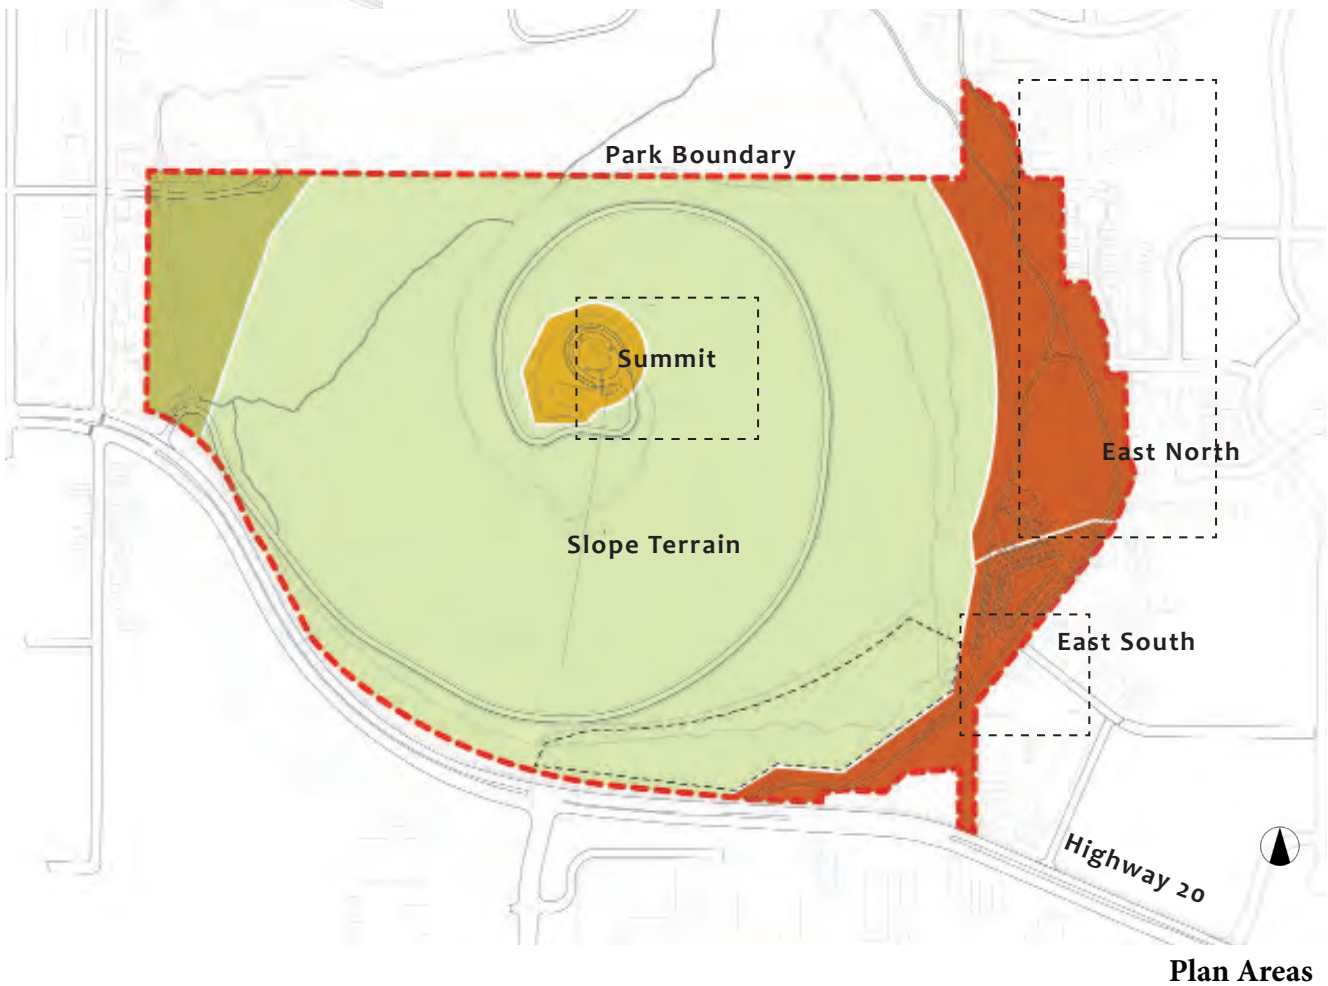 Park Boundary
Summit
East North
Slope Terrain
East South
Highway 20
Plan Areas